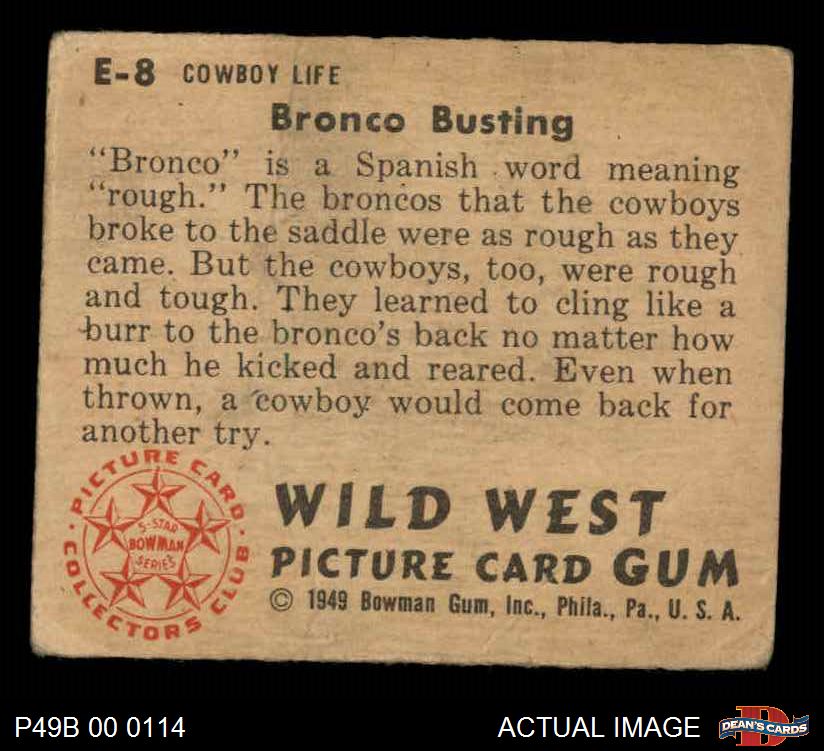 E-8 COWBOY LIFE
Bronco Busting
"Bronco" is a Spanish word meaning
"rough." The broncos that the cowboys
broke to the saddle were as rough as they
came. But the cowboys, too, were rough
and tough. They learned to cling like a
burr to the bronco's back no matter how
much he kicked and reared. Even when
thrown, a cowboy would come back for
another try.
PICTURE CARD
COLLECTORS CLUB
5-STAR
BOWMAN
SERIES
WILD WEST
PICTURE CARD GUM
© 1949 Bowman Gum, Inc., Phila., Pa., U. S. A.
P49B 00 0114
ACTUAL IMAGE
D
DEAN'S CARDS